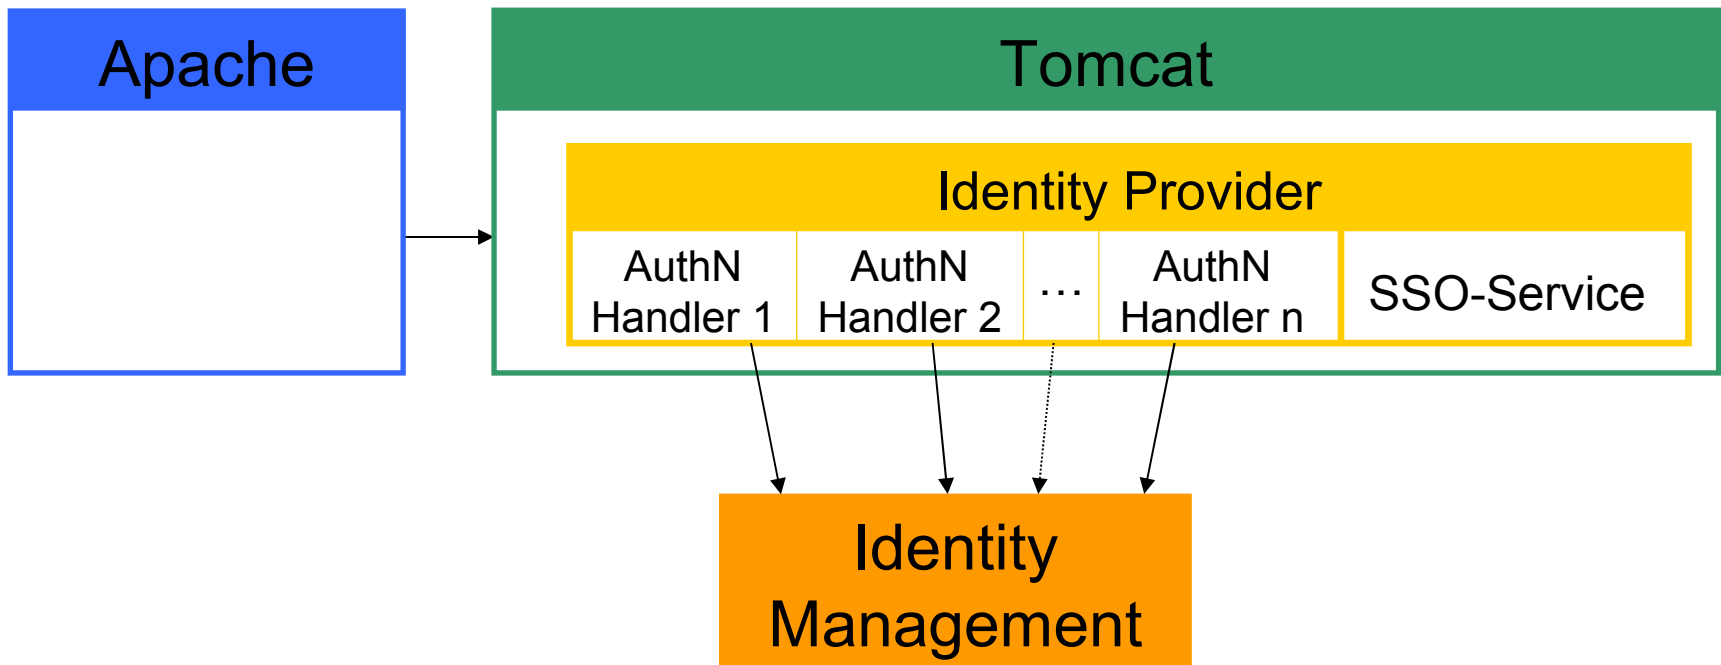 Apache
Tomcat
Identity Provider
AuthN
Handler 1
AuthN
Handler 2
...
AuthN
Handler n
SSO-Service
Identity
Management